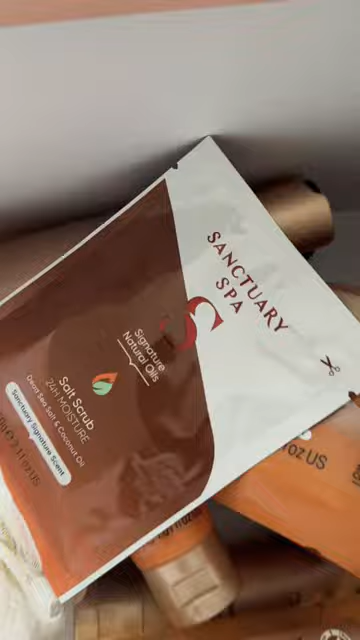 SANCTUARY
SPA
Signature
Natural Oils
Salt Scrub
24H MOISTURE
Dead Sea Salt & Coconut Oil
Sanctuary Signature Scent
oz US